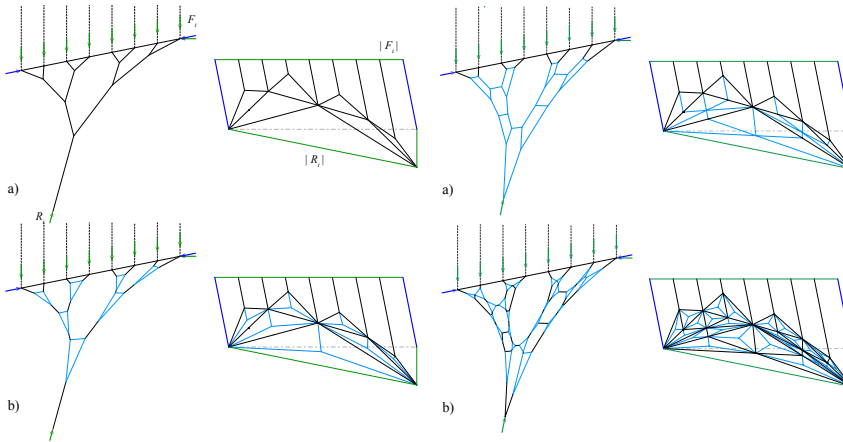 F_i
| F_i |
| R_i |
a)
a)
R_i
b)
b)